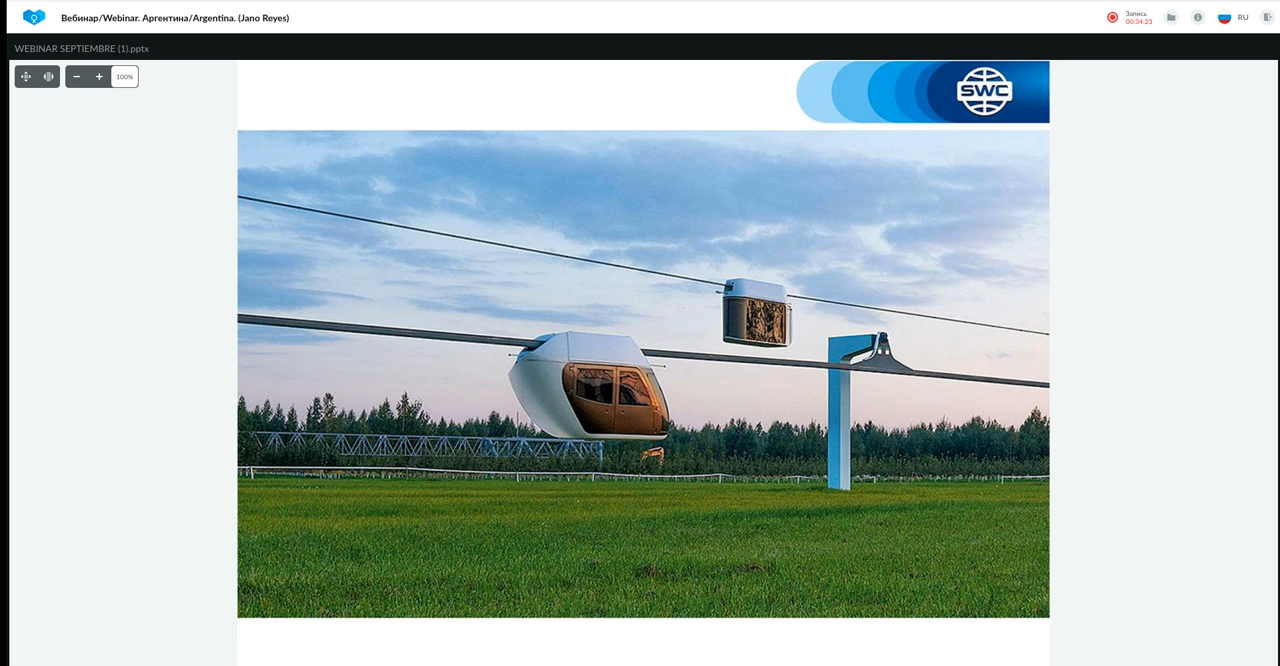 Вебинар/Webinar. Аргентина/Argentina. (Jano Reyes)
Запись
00:34:23
RU
WEBINAR SEPTIEMBRE (1).pptx
100%
SWC